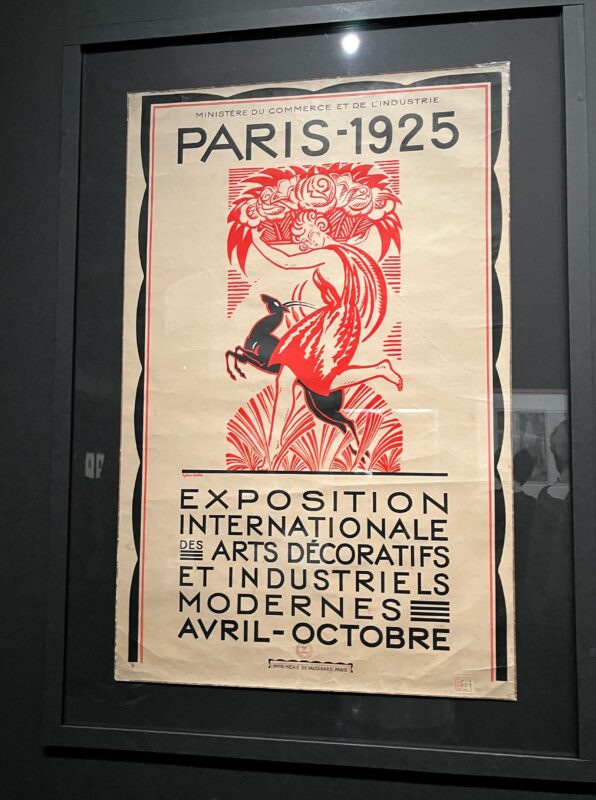 MINISTÈRE DU COMMERCE ET DE L'INDUSTRIE
PARIS-1925
EXPOSITION
INTERNATIONALE
DES ARTS DÉCORATIFS
ET INDUSTRIELS
MODERNES
AVRIL-OCTOBRE
IMPRIMERIE DE VAUGIRARD, PARIS